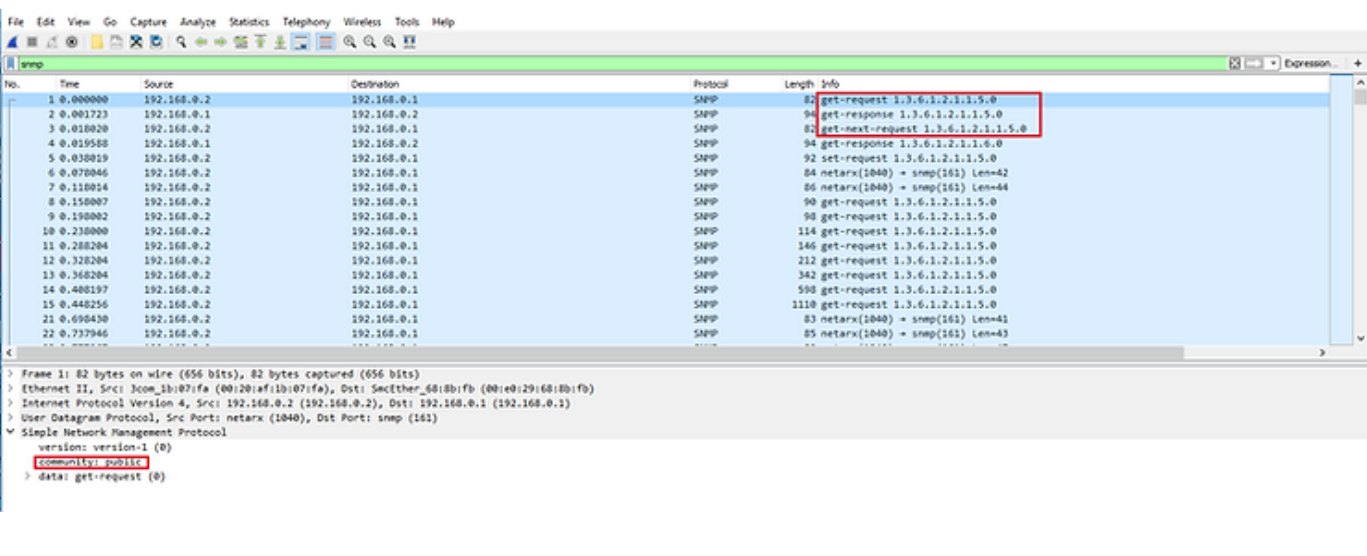 File Edit View Go Capture Analyze Statistics Telephony Wireless Tools Help
snmp Expression... +
No. Time Source Destination Protocol Length Info
1 0.000000 192.168.0.2 192.168.0.1 SNMP 82 get-request 1.3.6.1.2.1.1.5.0
2 0.001723 192.168.0.1 192.168.0.2 SNMP 94 get-response 1.3.6.1.2.1.1.5.0
3 0.018020 192.168.0.2 192.168.0.1 SNMP 82 get-next-request 1.3.6.1.2.1.1.5.0
4 0.019588 192.168.0.1 192.168.0.2 SNMP 94 get-response 1.3.6.1.2.1.1.6.0
5 0.038019 192.168.0.2 192.168.0.1 SNMP 92 set-request 1.3.6.1.2.1.1.5.0
6 0.078046 192.168.0.2 192.168.0.1 SNMP 84 netarx(1040) → snmp(161) Len=42
7 0.118014 192.168.0.2 192.168.0.1 SNMP 86 netarx(1040) → snmp(161) Len=44
8 0.158007 192.168.0.2 192.168.0.1 SNMP 90 get-request 1.3.6.1.2.1.1.5.0
9 0.198002 192.168.0.2 192.168.0.1 SNMP 98 get-request 1.3.6.1.2.1.1.5.0
10 0.238000 192.168.0.2 192.168.0.1 SNMP 114 get-request 1.3.6.1.2.1.1.5.0
11 0.288204 192.168.0.2 192.168.0.1 SNMP 146 get-request 1.3.6.1.2.1.1.5.0
12 0.328204 192.168.0.2 192.168.0.1 SNMP 212 get-request 1.3.6.1.2.1.1.5.0
13 0.368204 192.168.0.2 192.168.0.1 SNMP 342 get-request 1.3.6.1.2.1.1.5.0
14 0.408197 192.168.0.2 192.168.0.1 SNMP 598 get-request 1.3.6.1.2.1.1.5.0
15 0.448256 192.168.0.2 192.168.0.1 SNMP 1110 get-request 1.3.6.1.2.1.1.5.0
21 0.698430 192.168.0.2 192.168.0.1 SNMP 83 netarx(1040) → snmp(161) Len=41
22 0.737946 192.168.0.2 192.168.0.1 SNMP 85 netarx(1040) → snmp(161) Len=43
Frame 1: 82 bytes on wire (656 bits), 82 bytes captured (656 bits)
Ethernet II, Src: 3com_1b:07:fa (00:20:af:1b:07:fa), Dst: SmcEther_68:8b:fb (00:e0:29:68:8b:fb)
Internet Protocol Version 4, Src: 192.168.0.2 (192.168.0.2), Dst: 192.168.0.1 (192.168.0.1)
User Datagram Protocol, Src Port: netarx (1040), Dst Port: snmp (161)
Simple Network Management Protocol
version: version-1 (0)
community: public
data: get-request (0)